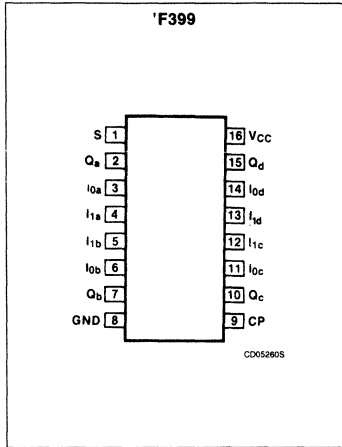 'F399
S 1 16 VCC
Qa 2 15 Qd
I0a 3 14 I0d
I1a 4 13 I1d
I1b 5 12 I1c
I0b 6 11 I0c
Qb 7 10 Qc
GND 8 9 CP
CD05260S